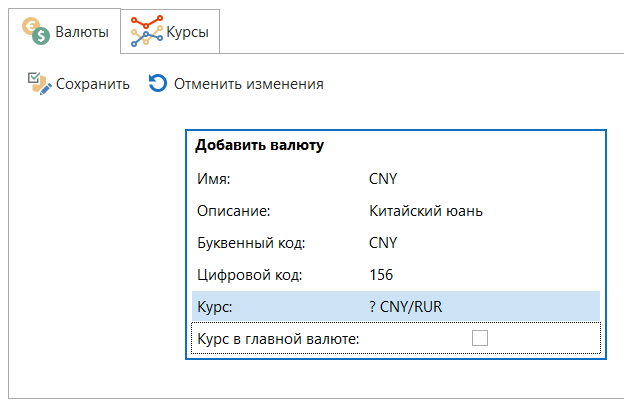 Валюты Курсы
Сохранить Отменить изменения
Добавить валюту
Имя: CNY
Описание: Китайский юань
Буквенный код: CNY
Цифровой код: 156
Курс: ? CNY/RUR
Курс в главной валюте: